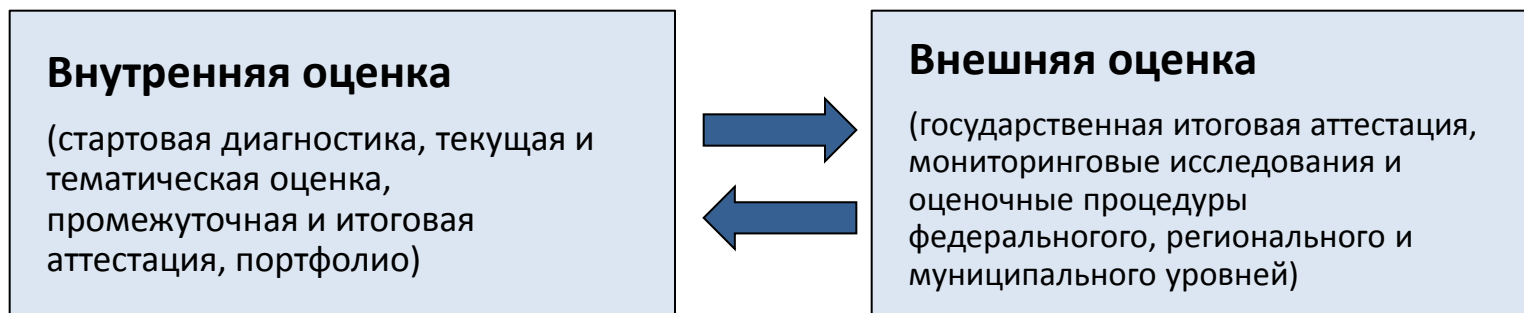 Внутренняя оценка
(стартовая диагностика, текущая и
тематическая оценка,
промежуточная и итоговая
аттестация, портфолио)
Внешняя оценка
(государственная итоговая аттестация,
мониторинговые исследования и
оценочные процедуры
федеральногого, регионального и
муниципального уровней)